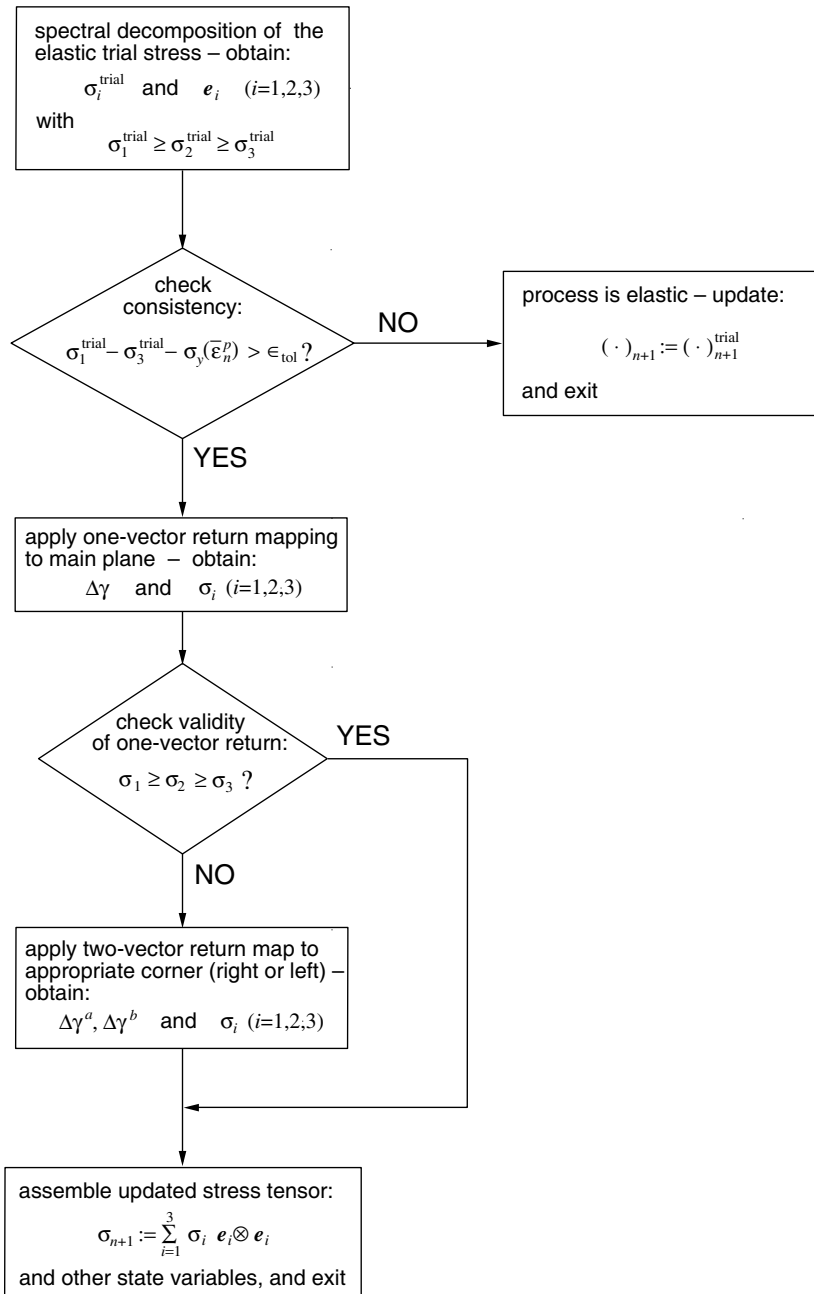 spectral decomposition of the
elastic trial stress – obtain:
σ_i^trial and e_i (i=1,2,3)
with
σ_1^trial ≥ σ_2^trial ≥ σ_3^trial
check
consistency:
σ_1^trial – σ_3^trial – σ_y(ε̄_n^p) > ∈_tol ?
NO
process is elastic – update:
( · )_{n+1} := ( · )_{n+1}^trial
and exit
YES
apply one-vector return mapping
to main plane – obtain:
Δγ and σ_i (i=1,2,3)
check validity
of one-vector return:
σ_1 ≥ σ_2 ≥ σ_3 ?
YES
NO
apply two-vector return map to
appropriate corner (right or left) –
obtain:
Δγ^a, Δγ^b and σ_i (i=1,2,3)
assemble updated stress tensor:
σ_{n+1} := Σ_{i=1}^3 σ_i e_i ⊗ e_i
and other state variables, and exit